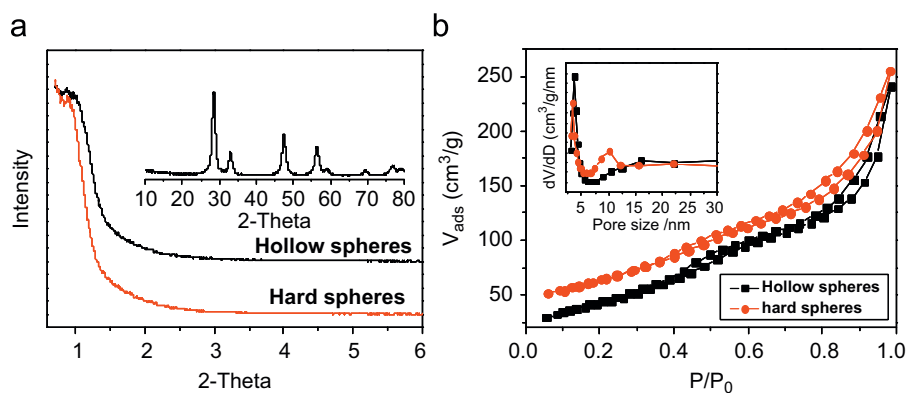 a
Intensity
10 20 30 40 50 60 70 80
2-Theta
Hollow spheres
Hard spheres
1 2 3 4 5 6
2-Theta
b
V_ads (cm³/g)
250
200
150
100
50
dV/dD (cm³/g/nm)
5 10 15 20 25 30
Pore size /nm
Hollow spheres
hard spheres
0.0 0.2 0.4 0.6 0.8 1.0
P/P₀